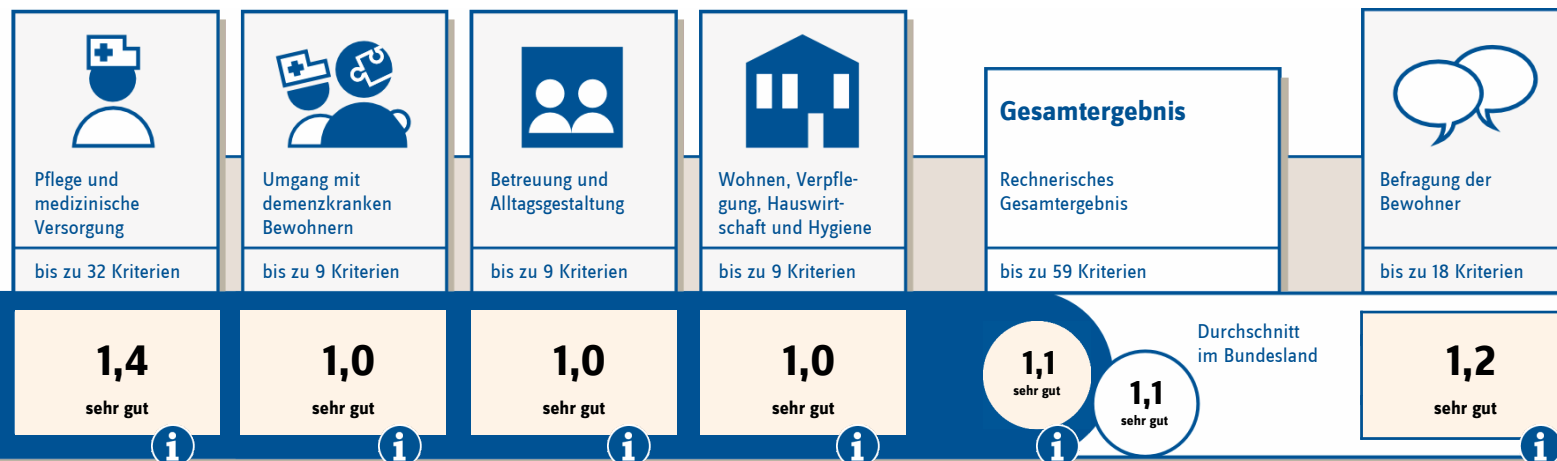 Pflege und
medizinische
Versorgung
bis zu 32 Kriterien
1,4
sehr gut
i
Umgang mit
demenzkranken
Bewohnern
bis zu 9 Kriterien
1,0
sehr gut
i
Betreuung und
Alltagsgestaltung
bis zu 9 Kriterien
1,0
sehr gut
i
Wohnen, Verpfle-
gung, Hauswirt-
schaft und Hygiene
bis zu 9 Kriterien
1,0
sehr gut
i
Gesamtergebnis
Rechnerisches
Gesamtergebnis
bis zu 59 Kriterien
1,1
sehr gut
i
Durchschnitt
im Bundesland
1,1
sehr gut
Befragung der
Bewohner
bis zu 18 Kriterien
1,2
sehr gut
i